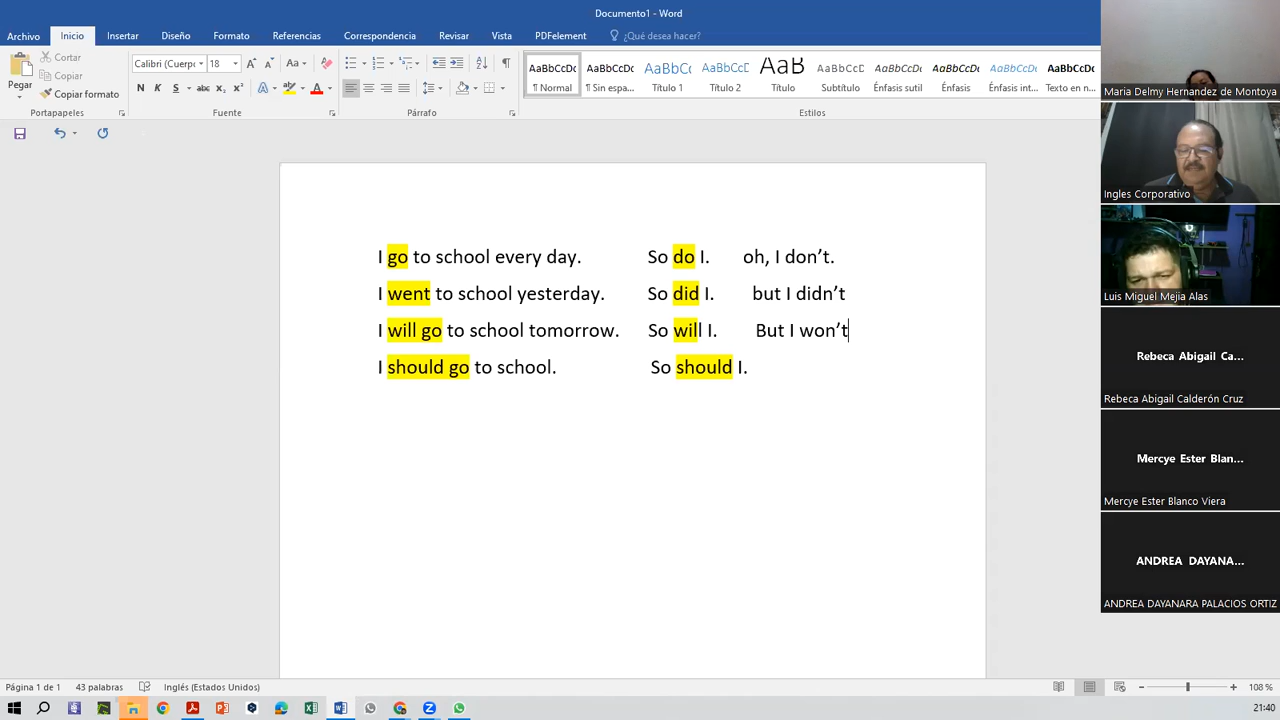 Documento1 - Word
Archivo Inicio Insertar Diseño Formato Referencias Correspondencia Revisar Vista PDFelement ¿Qué desea hacer?
Pegar
Cortar
Copiar
Copiar formato
Portapapeles
Calibri (Cuerp 18
N K S abc x₂ x²
Fuente
Párrafo
AaBbCcDc AaBbCcDc AaBbCc AaBbCcD AaB AaBbCcD AaBbCcDc AaBbCcDc AaBbCcDc AaBbCcDc
¶ Normal ¶ Sin espa... Título 1 Título 2 Título Subtítulo Énfasis sutil Énfasis Énfasis int... Texto en n...
Estilos
I go to school every day. So do I. oh, I don’t.
I went to school yesterday. So did I. but I didn’t
I will go to school tomorrow. So will I. But I won’t
I should go to school. So should I.
Maria Delmy Hernandez de Montoya
Ingles Corporativo
Luis Miguel Mejia Alas
Rebeca Abigail Ca...
Rebeca Abigail Calderón Cruz
Mercye Ester Blan...
Mercye Ester Blanco Viera
ANDREA DAYANA...
ANDREA DAYANARA PALACIOS ORTIZ
Página 1 de 1 43 palabras Inglés (Estados Unidos) 108 %
21:40